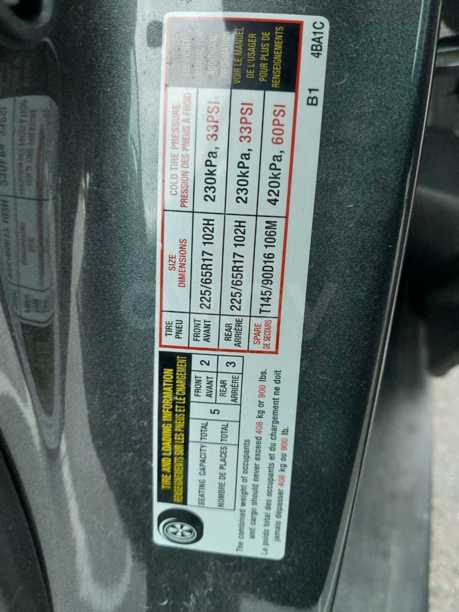 TIRE AND LOADING INFORMATION
RENSEIGNEMENTS SUR LES PNEUS ET LE CHARGEMENT
SEATING CAPACITY TOTAL 5 FRONT AVANT 2 REAR ARRIÈRE 3
NOMBRE DE PLACES TOTAL
The combined weight of occupants
and cargo should never exceed 408 kg or 900 lbs.
Le poids total des occupants et du chargement ne doit
jamais dépasser 408 kg ou 900 lb.
TIRE SIZE COLD TIRE PRESSURE
PNEU DIMENSIONS PRESSION DES PNEUS À FROID
FRONT AVANT 225/65R17 102H 230kPa, 33PSI
REAR ARRIÈRE 225/65R17 102H 230kPa, 33PSI
SPARE DE SECOURS T145/90D16 106M 420kPa, 60PSI
VOIR LE MANUEL
DE L'USAGER
POUR PLUS DE
RENSEIGNEMENTS
B1 4BA1C